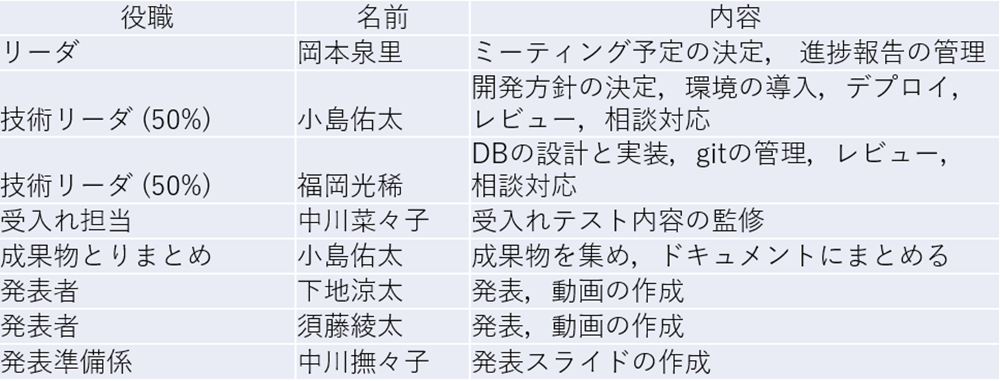 役職 名前 内容
リーダ 岡本泉里 ミーティング予定の決定, 進捗報告の管理
開発方針の決定, 環境の導入, デプロイ,
技術リーダ (50%) 小島佑太 レビュー, 相談対応
DBの設計と実装, gitの管理, レビュー,
技術リーダ (50%) 福岡光稀 相談対応
受入れ担当 中川菜々子 受入れテスト内容の監修
成果物とりまとめ 小島佑太 成果物を集め, ドキュメントにまとめる
発表者 下地涼太 発表, 動画の作成
発表者 須藤綾太 発表, 動画の作成
発表準備係 中川撫々子 発表スライドの作成